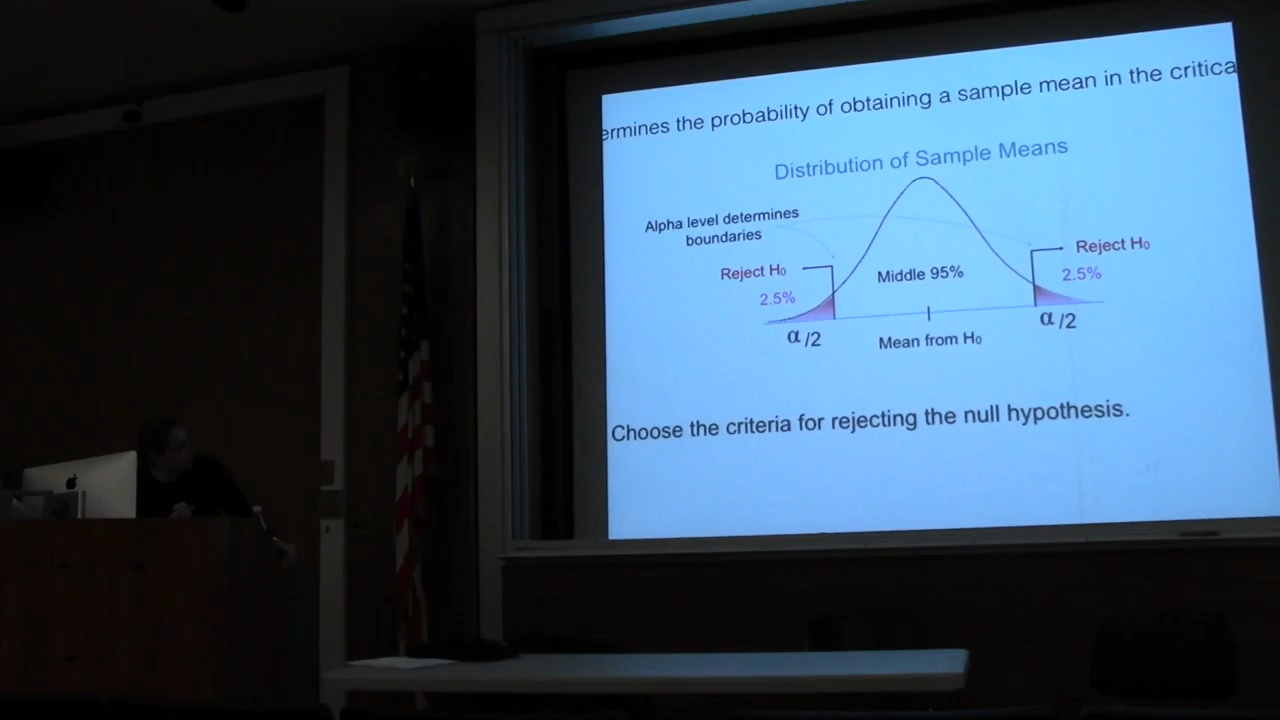 ermines the probability of obtaining a sample mean in the critica
Distribution of Sample Means
Alpha level determines
boundaries
Reject H₀
2.5%
Middle 95%
Reject H₀
2.5%
α/2
Mean from H₀
α/2
Choose the criteria for rejecting the null hypothesis.